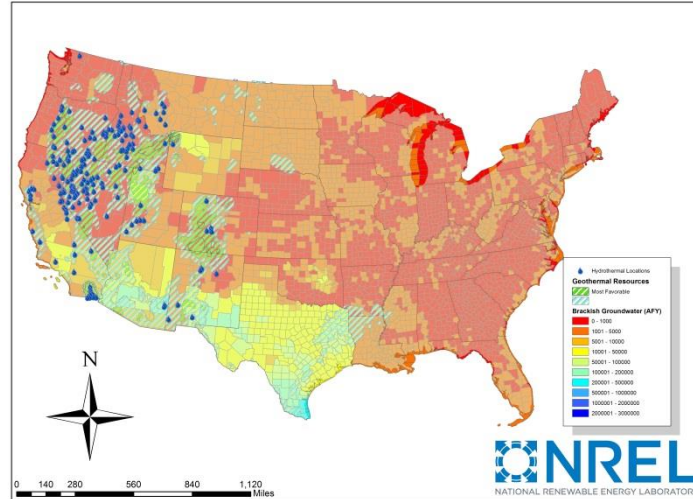 Hydrothermal Locations
Geothermal Resources
Most Favorable
Brackish Groundwater (AFY)
0 - 1000
1001 - 5000
5001 - 10000
10001 - 50000
50001 - 100000
100001 - 200000
200001 - 500000
500001 - 1000000
1000001 - 2000000
2000001 - 3000000
N
0 140 280 560 840 1,120
Miles
NREL
NATIONAL RENEWABLE ENERGY LABORATOR